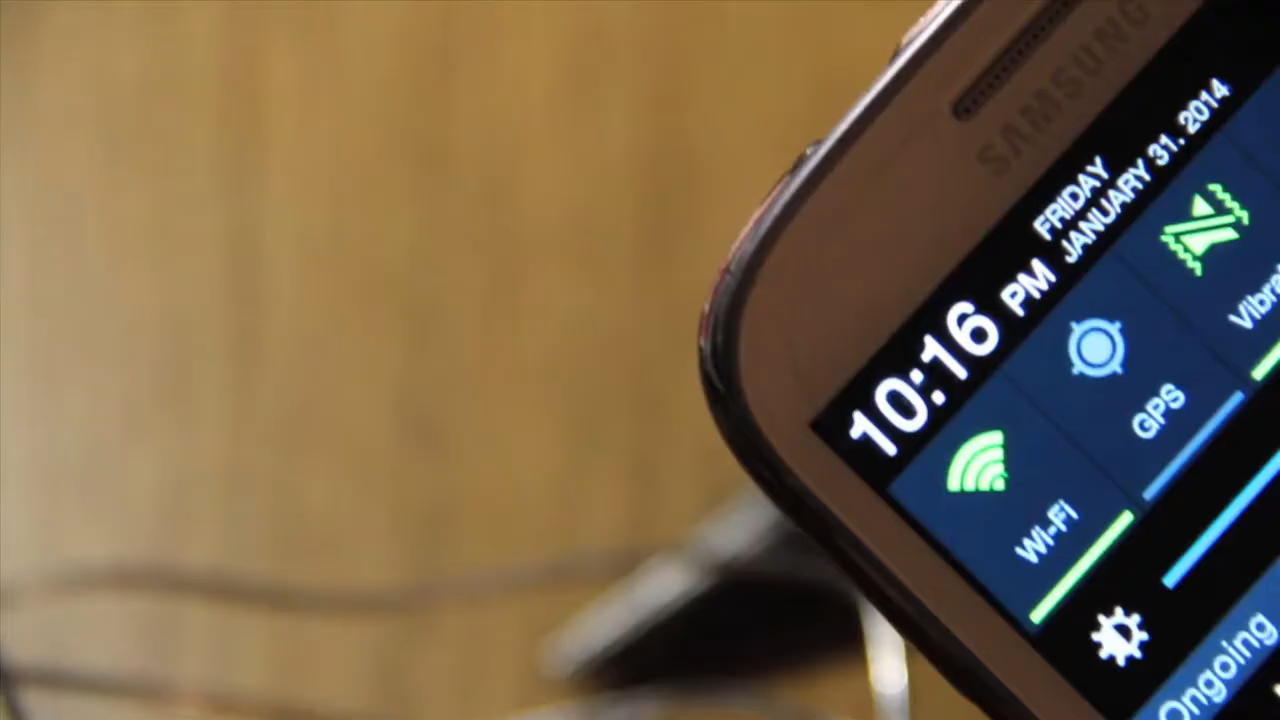 SAMSUNG
FRIDAY
JANUARY 31, 2014
10:16 PM
Wi-Fi
GPS
Ongoing